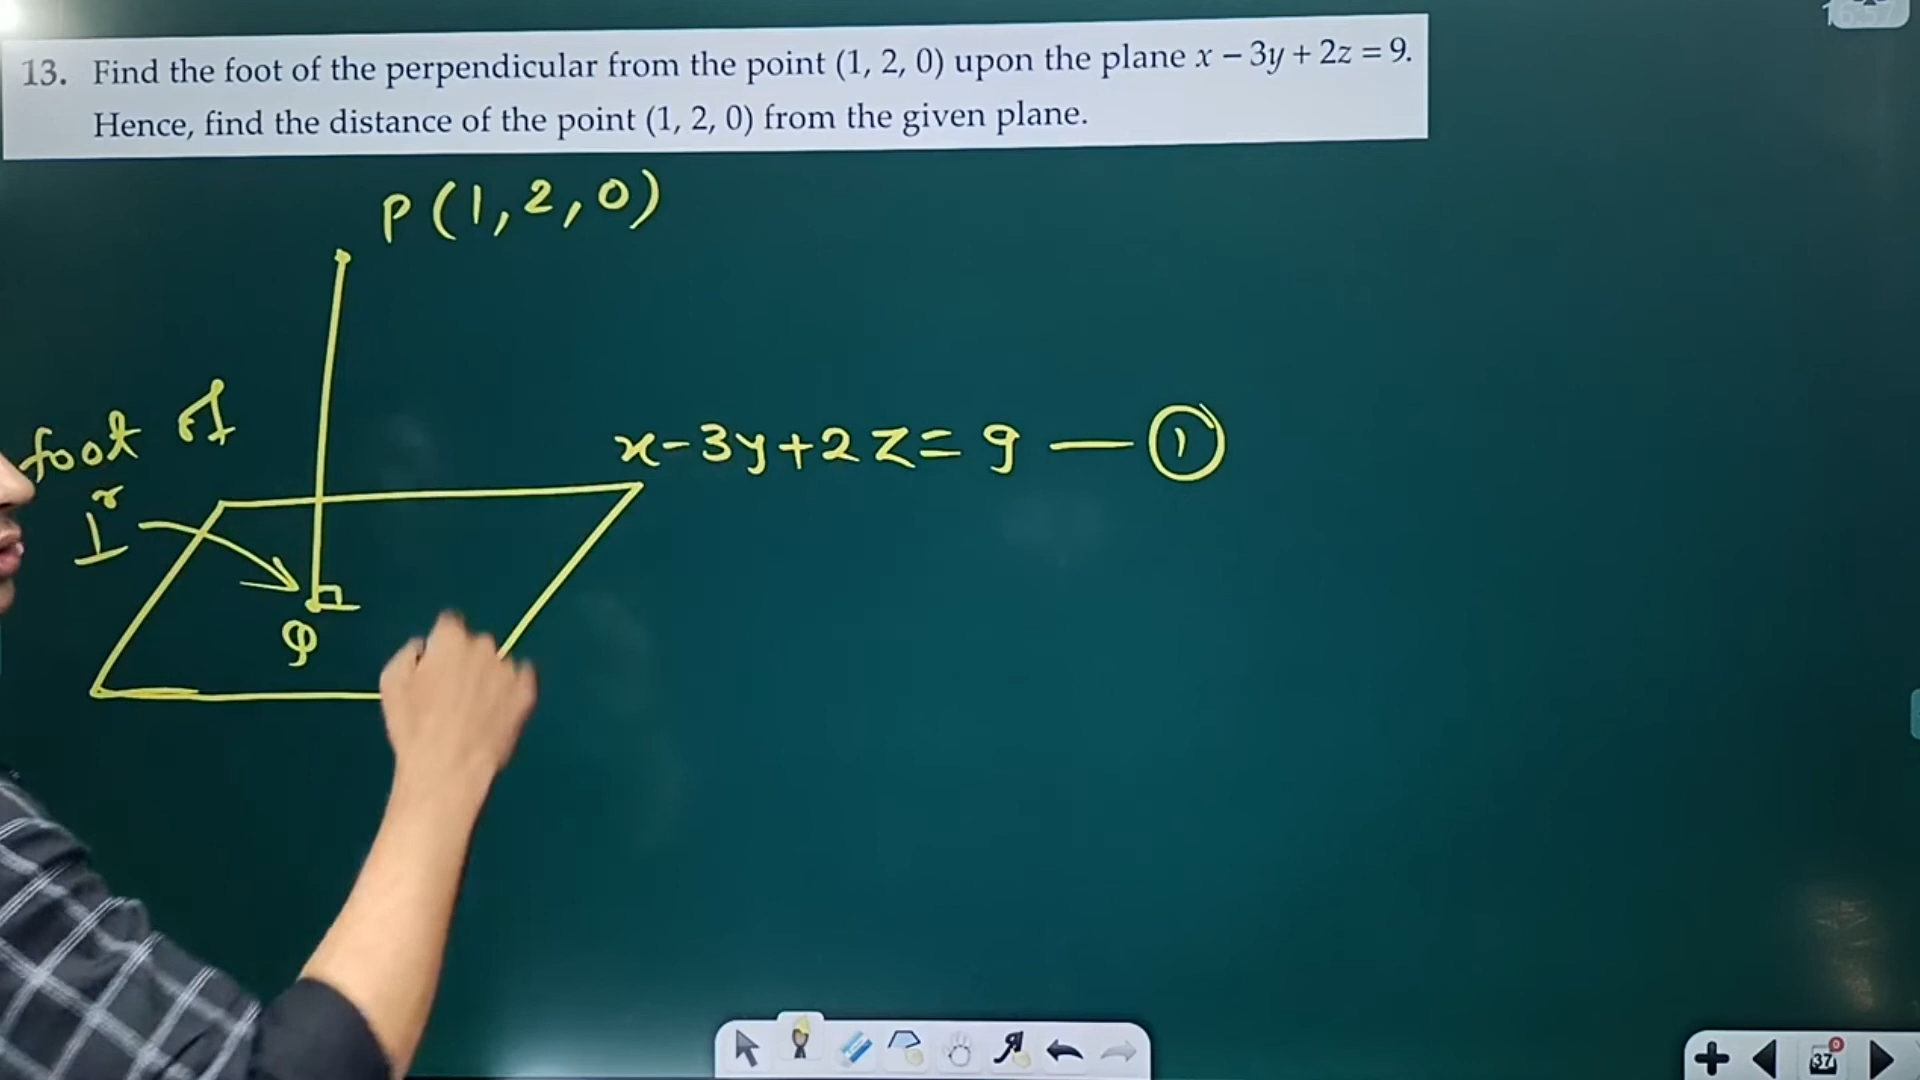 13. Find the foot of the perpendicular from the point (1, 2, 0) upon the plane x − 3y + 2z = 9.
Hence, find the distance of the point (1, 2, 0) from the given plane.
P(1,2,0)
foot of
⊥r
x-3y+2z=9 — ①
Q
37
0